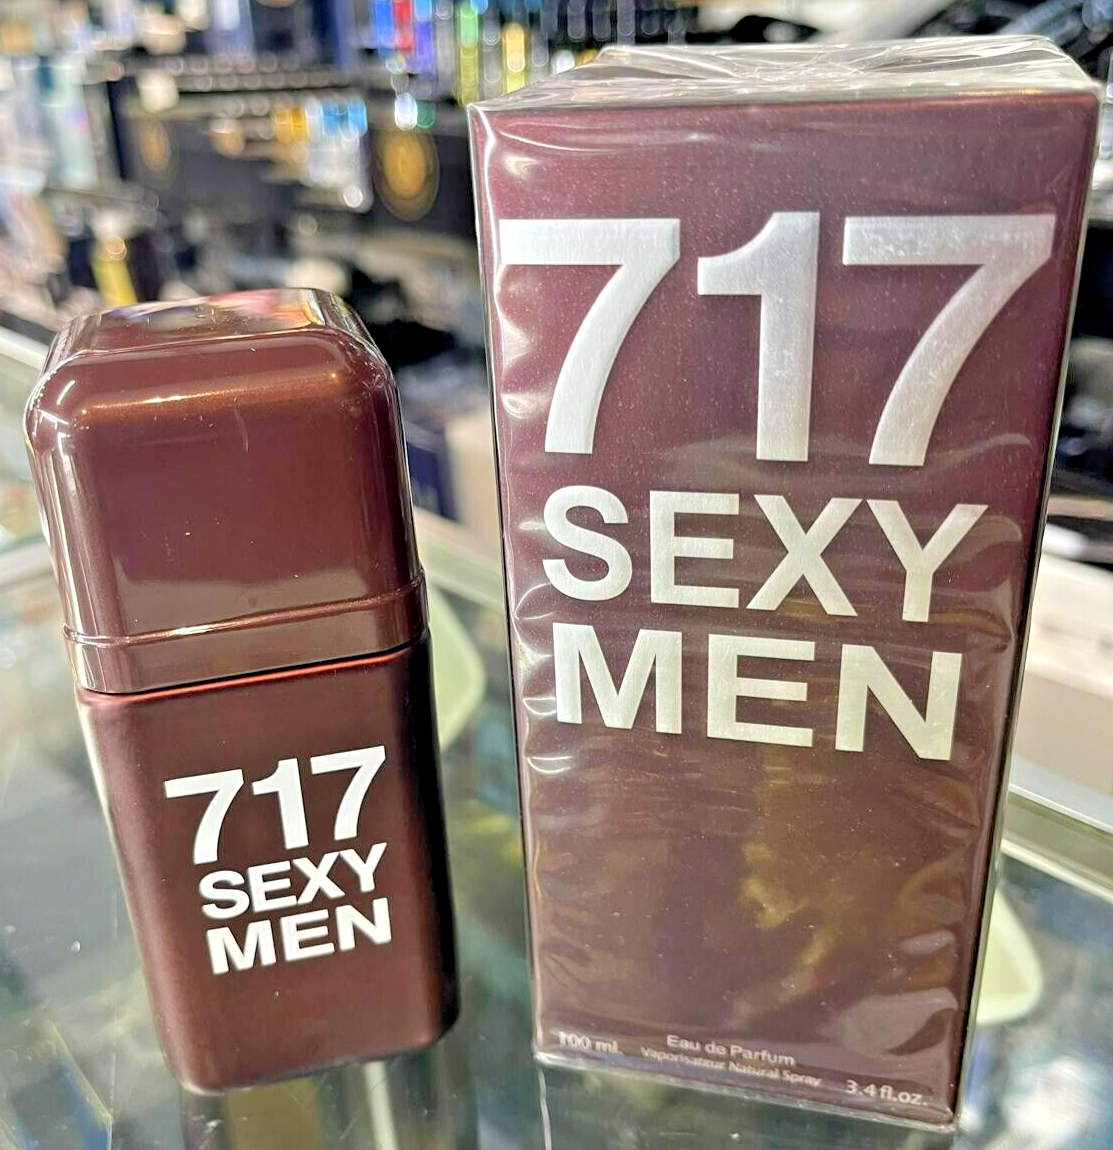 717
SEXY
MEN
717
SEXY
MEN
100 ml.
Eau de Parfum
Vaporisateur Natural Spray
3.4 fl.oz.